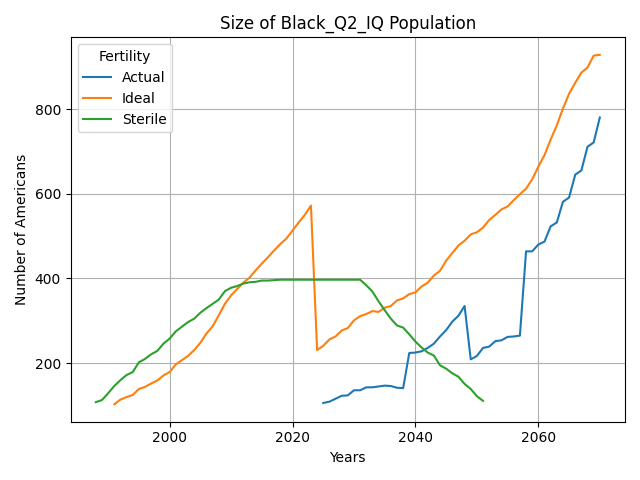 Size of Black_Q2_IQ Population
Fertility
Actual
Ideal
Sterile
Number of Americans
800
600
400
200
2000
2020
2040
2060
Years